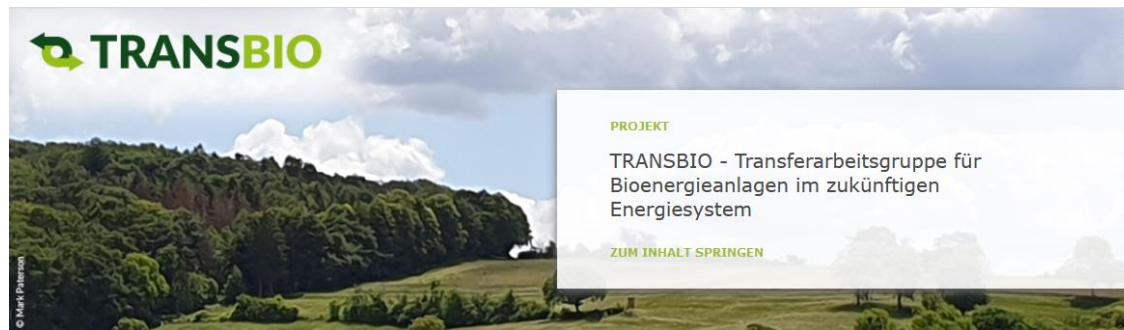 TRANSBIO
PROJEKT
TRANSBIO - Transferarbeitsgruppe für
Bioenergieanlagen im zukünftigen
Energiesystem
ZUM INHALT SPRINGEN
© Mark Paterson